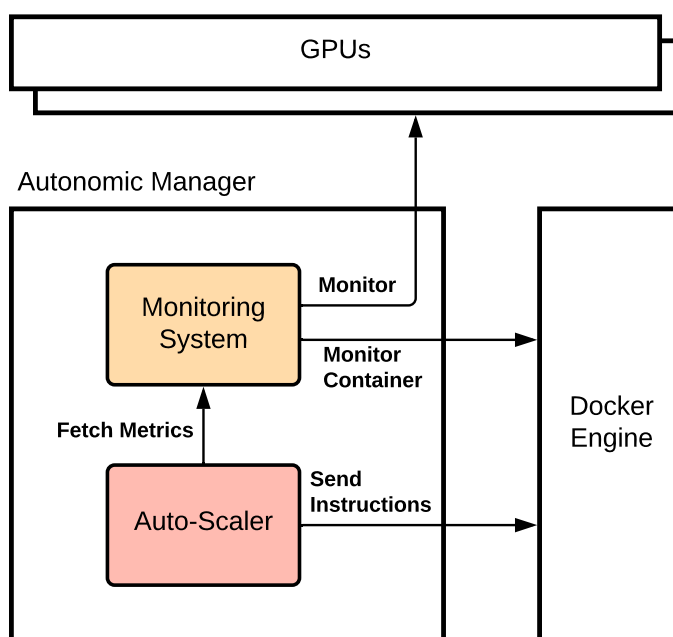 GPUs
Autonomic Manager
Monitoring
System
Monitor
Monitor
Container
Fetch Metrics
Auto-Scaler
Send
Instructions
Docker
Engine